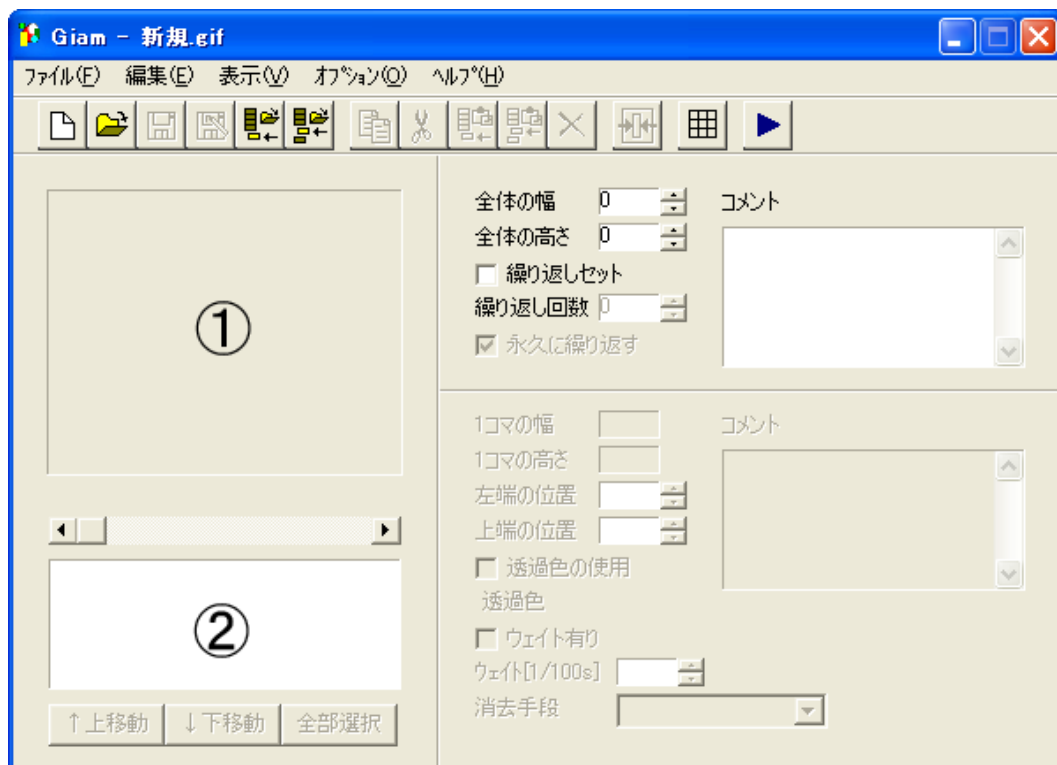 Giam - 新規.gif
ﾌｧｲﾙ(F) 編集(E) 表示(V) ｵﾌﾟｼｮﾝ(O) ﾍﾙﾌﾟ(H)
全体の幅 0 コメント
全体の高さ 0
繰り返しセット
繰り返し回数 0
永久に繰り返す
①
1コマの幅 コメント
1コマの高さ
左端の位置
上端の位置
透過色の使用
透過色
②
ウェイト有り
ｳｪｲﾄ[1/100s]
消去手段
↑上移動 ↓下移動 全部選択